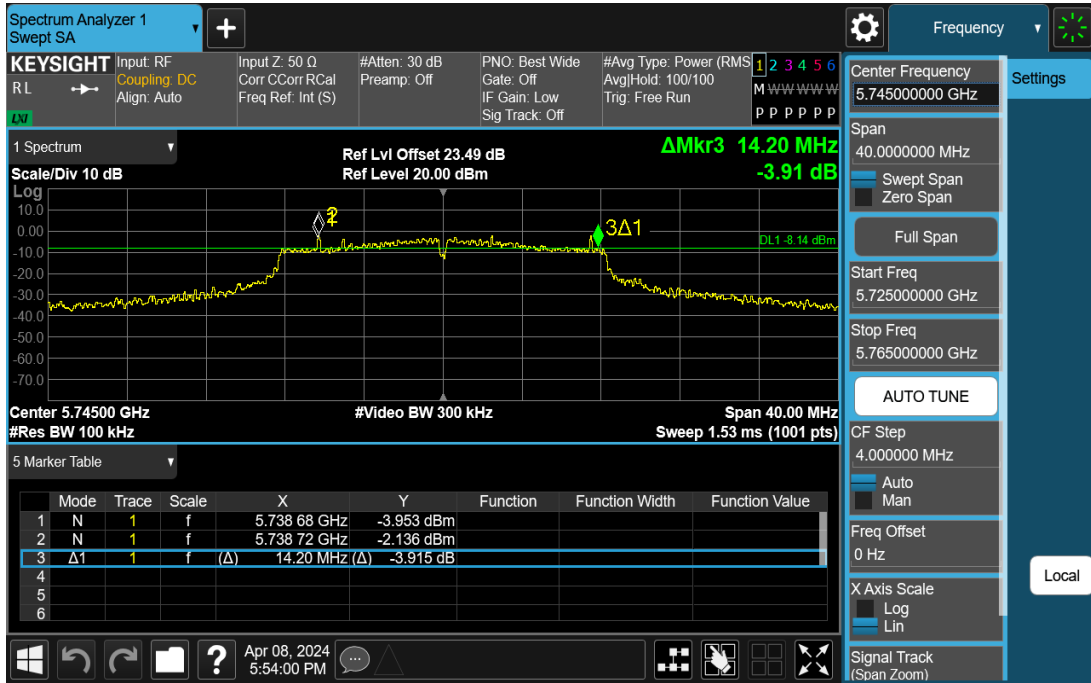 Spectrum Analyzer 1
Swept SA
+
Frequency
KEYSIGHT
RL
LXI
Input: RF
Coupling: DC
Align: Auto
Input Z: 50 Ω
Corr CCorr RCal
Freq Ref: Int (S)
#Atten: 30 dB
Preamp: Off
PNO: Best Wide
Gate: Off
IF Gain: Low
Sig Track: Off
#Avg Type: Power (RMS
Avg|Hold: 100/100
Trig: Free Run
1 2 3 4 5 6
M W W W W W
P P P P P P
1 Spectrum
Scale/Div 10 dB
Ref Lvl Offset 23.49 dB
Ref Level 20.00 dBm
ΔMkr3 14.20 MHz
-3.91 dB
Log
10.0
0.00
-10.0
-20.0
-30.0
-40.0
-50.0
-60.0
-70.0
2
3Δ1
DL1 -8.14 dBm
Center 5.74500 GHz
#Res BW 100 kHz
#Video BW 300 kHz
Span 40.00 MHz
Sweep 1.53 ms (1001 pts)
5 Marker Table
Mode Trace Scale X Y Function Function Width Function Value
1 N 1 f 5.738 68 GHz -3.953 dBm
2 N 1 f 5.738 72 GHz -2.136 dBm
3 Δ1 1 f (Δ) 14.20 MHz (Δ) -3.915 dB
4
5
6
?
Apr 08, 2024
5:54:00 PM
Center Frequency
5.745000000 GHz
Span
40.0000000 MHz
Swept Span
Zero Span
Full Span
Start Freq
5.725000000 GHz
Stop Freq
5.765000000 GHz
AUTO TUNE
CF Step
4.000000 MHz
Auto
Man
Freq Offset
0 Hz
X Axis Scale
Log
Lin
Signal Track
(Span Zoom)
Settings
Local